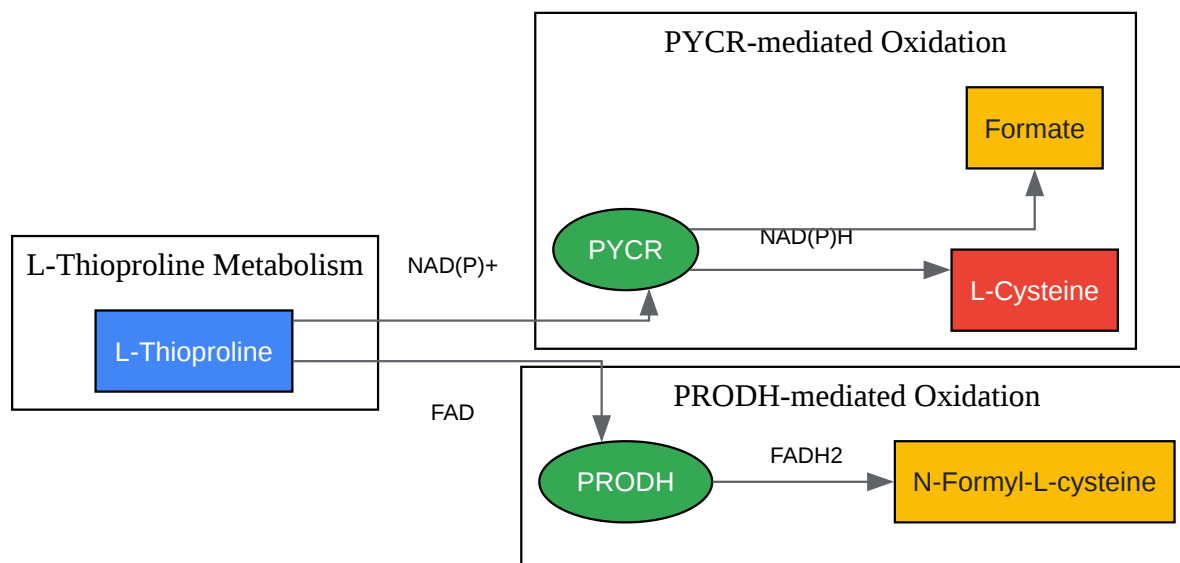 PYCR-mediated Oxidation
Formate
NAD(P)H
PYCR
L-Cysteine
L-Thioproline Metabolism
NAD(P)+
L-Thioproline
FAD
PRODH-mediated Oxidation
FADH2
PRODH
N-Formyl-L-cysteine